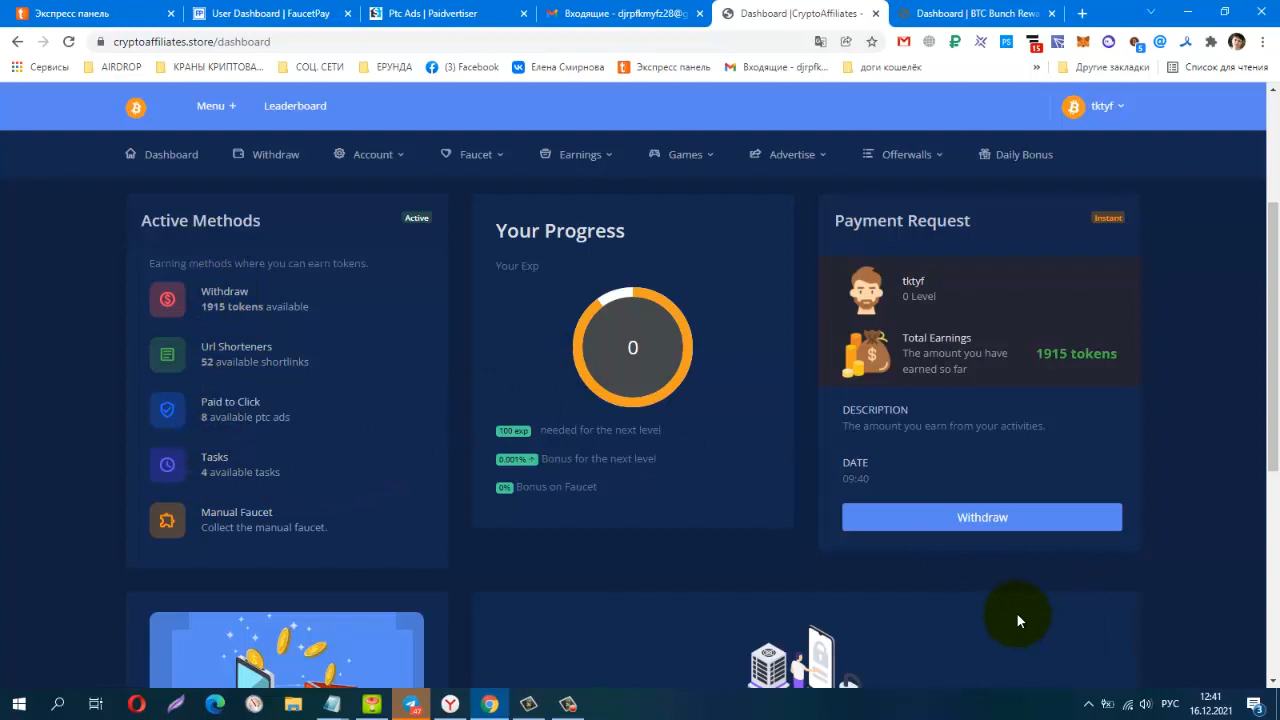 Экспресс панель
User Dashboard | FaucetPay
Ptc Ads | Paidvertiser
Входящие - djrpfkmyfz28@g
Dashboard |CryptoAffiliates -
Dashboard | BTC Bunch Rewa
cryptoaffiliates.store/dashboard
15
5
Сервисы
AIRDROP
КРАНЫ КРИПТОВА...
СОЦ. СЕТИ
ЕРУНДА
(3) Facebook
Елена Смирнова
Экспресс панель
Входящие - djrpfk...
доги кошелёк
»
Другие закладки
Список для чтения
Menu +
Leaderboard
tktyf
Dashboard
Withdraw
Account
Faucet
Earnings
Games
Advertise
Offerwalls
Daily Bonus
Active Methods
Active
Earning methods where you can earn tokens.
Withdraw
1915 tokens available
Url Shorteners
52 available shortlinks
Paid to Click
8 available ptc ads
Tasks
4 available tasks
Manual Faucet
Collect the manual faucet.
Your Progress
Your Exp
0
100 exp needed for the next level
0.001% + Bonus for the next level
0% Bonus on Faucet
Payment Request
Instant
tktyf
0 Level
Total Earnings
The amount you have
earned so far
1915 tokens
DESCRIPTION
The amount you earn from your activities.
DATE
09:40
Withdraw
47
РУС
12:41
16.12.2021
3